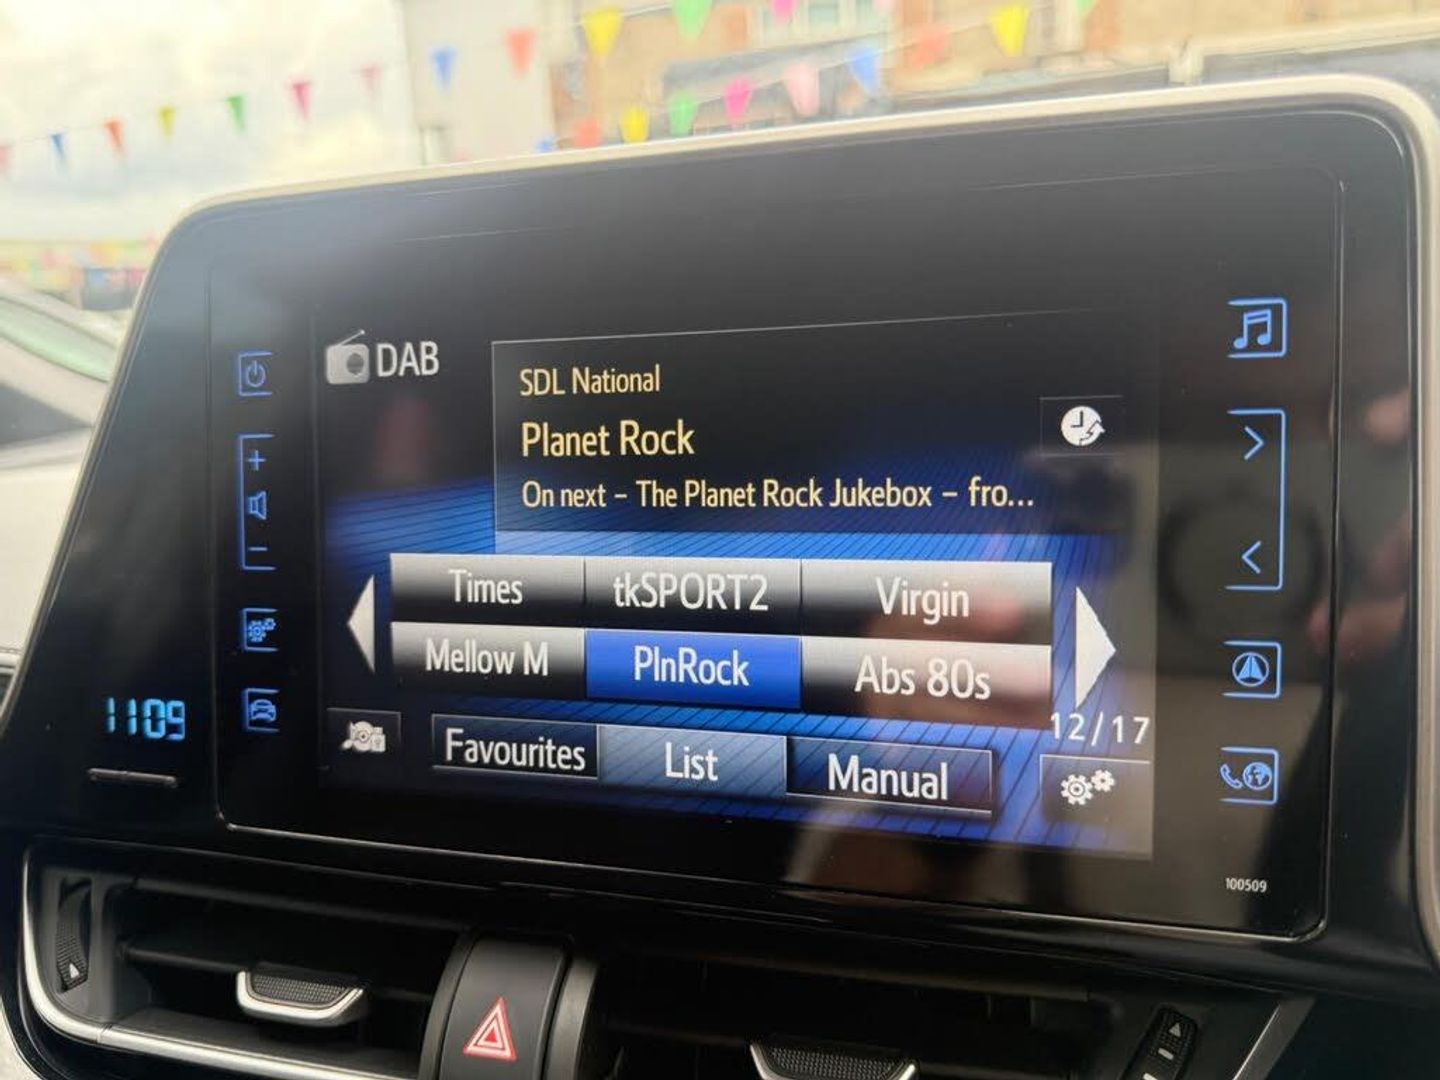 DAB
SDL National
Planet Rock
On next – The Planet Rock Jukebox – fro...
Times
tkSPORT2
Virgin
Mellow M
PlnRock
Abs 80s
12/17
Favourites
List
Manual
1109
100509